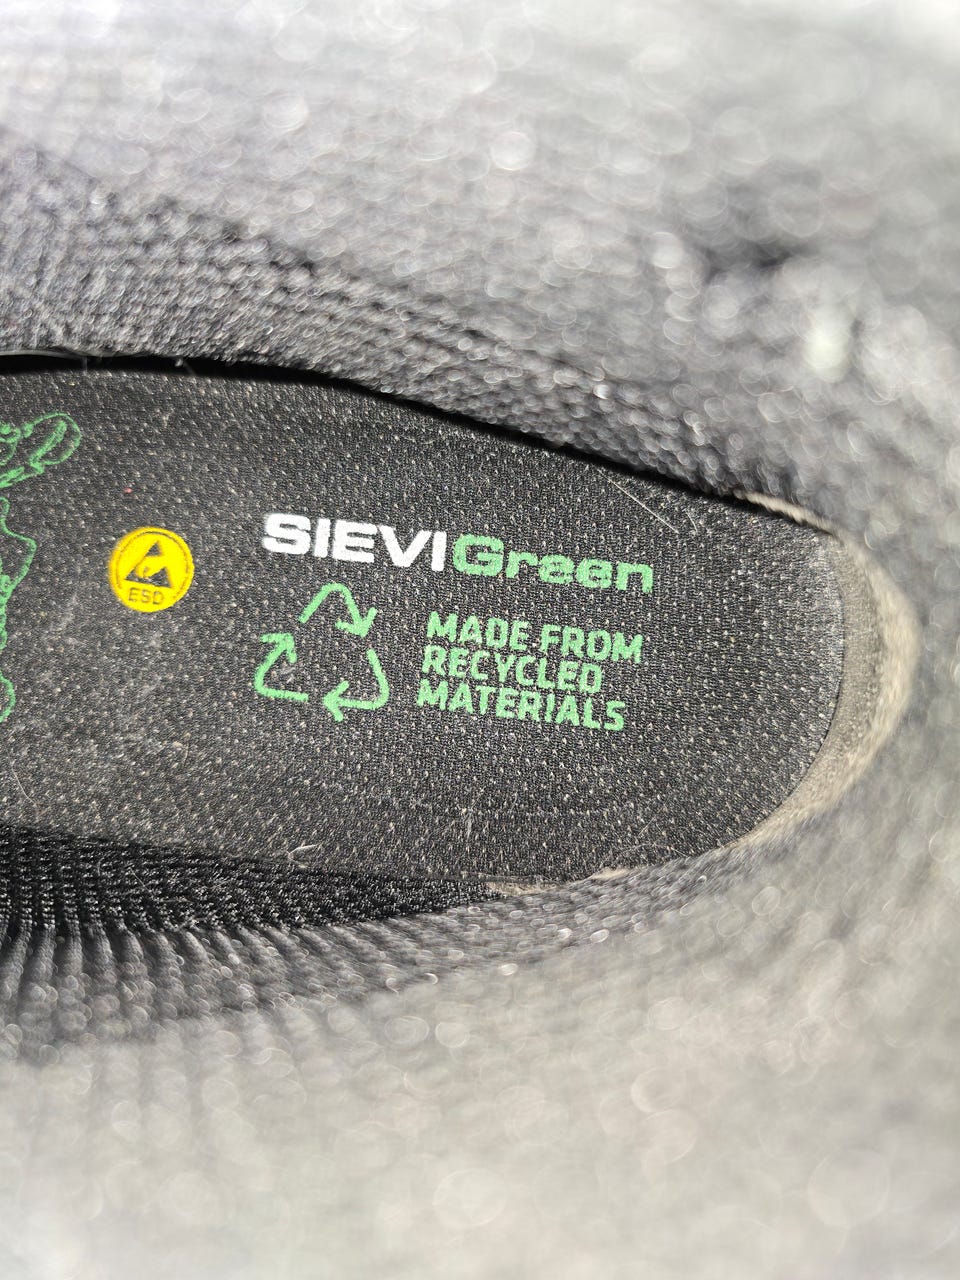 SIEVIGreen
ESD
MADE FROM
RECYCLED
MATERIALS